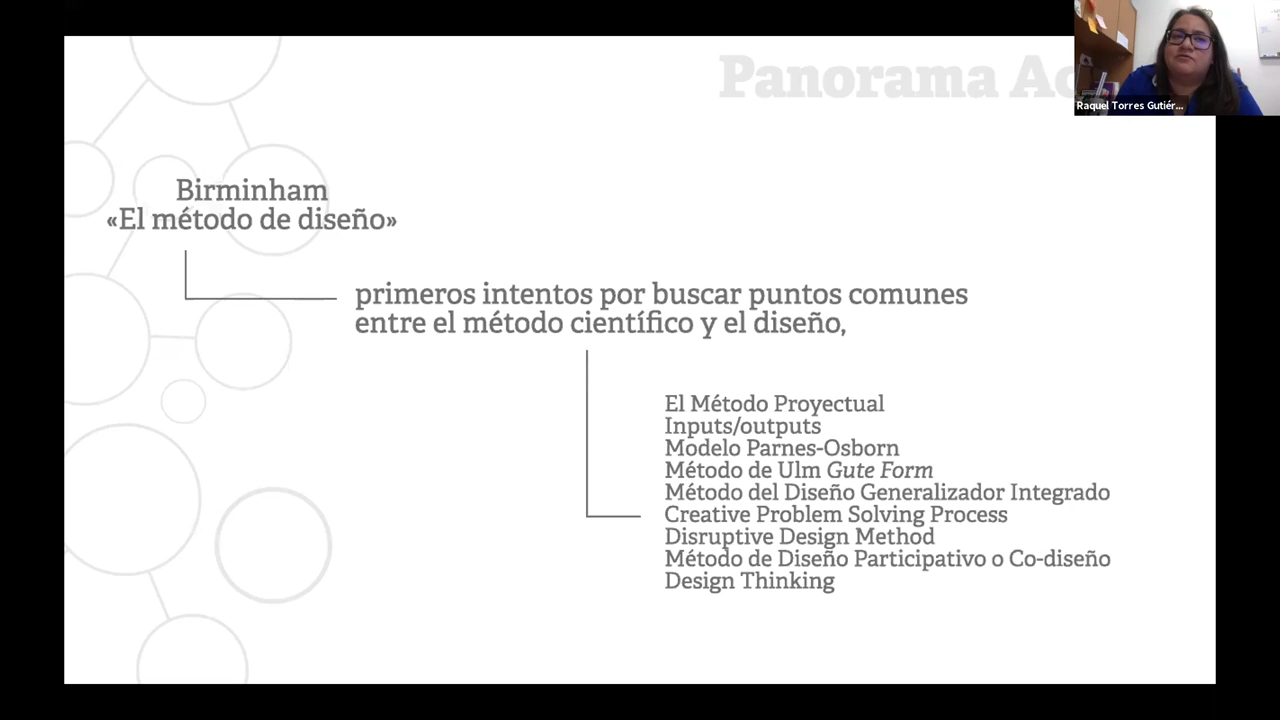 Panorama
Raquel Torres Gutiér...
Birminham
«El método de diseño»
primeros intentos por buscar puntos comunes
entre el método científico y el diseño,
El Método Proyectual
Inputs/outputs
Modelo Parnes-Osborn
Método de Ulm Gute Form
Método del Diseño Generalizador Integrado
Creative Problem Solving Process
Disruptive Design Method
Método de Diseño Participativo o Co-diseño
Design Thinking